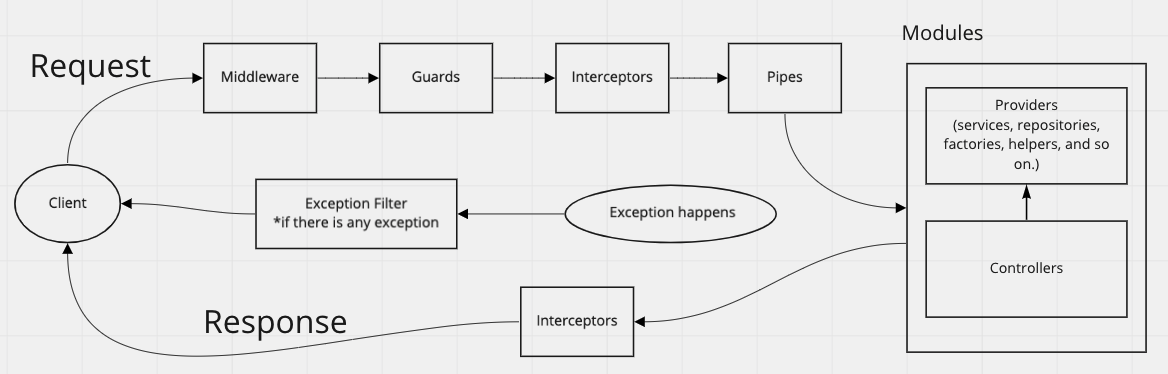 Modules
Request
Middleware
Guards
Interceptors
Pipes
Providers
(services, repositories,
factories, helpers, and so
on.)
Client
Exception Filter
*if there is any exception
Exception happens
Controllers
Response
Interceptors